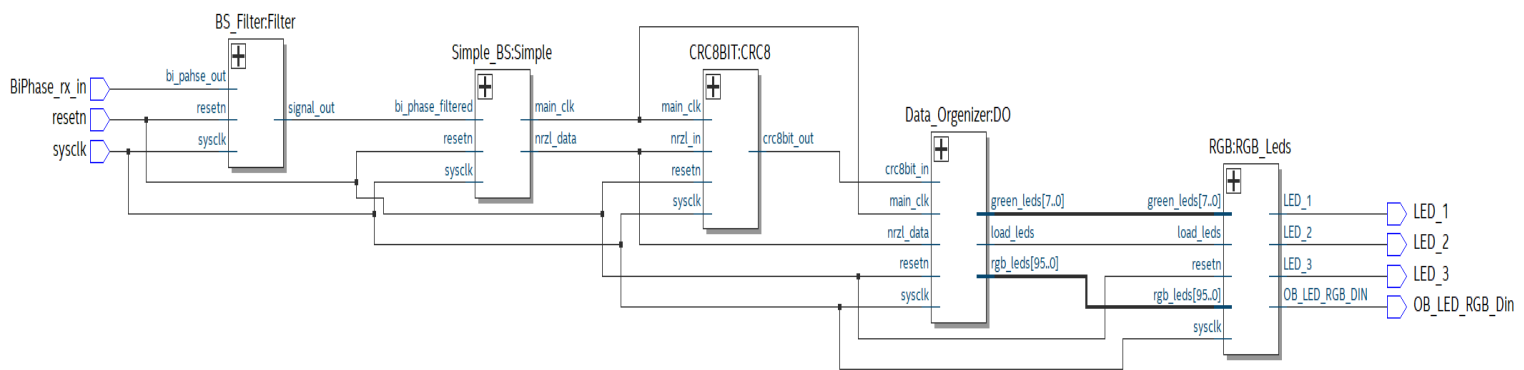 BS_Filter:Filter
BiPhase_rx_in
resetn
sysclk
bi_pahse_out
resetn
sysclk
signal_out
Simple_BS:Simple
bi_phase_filtered
resetn
sysclk
main_clk
nrzl_data
CRC8BIT:CRC8
main_clk
nrzl_in
resetn
sysclk
crc8bit_out
Data_Orgenizer:DO
crc8bit_in
main_clk
nrzl_data
resetn
sysclk
green_leds[7..0]
load_leds
rgb_leds[95..0]
RGB:RGB_Leds
green_leds[7..0]
load_leds
resetn
rgb_leds[95..0]
sysclk
LED_1
LED_2
LED_3
OB_LED_RGB_DIN
LED_1
LED_2
LED_3
OB_LED_RGB_Din